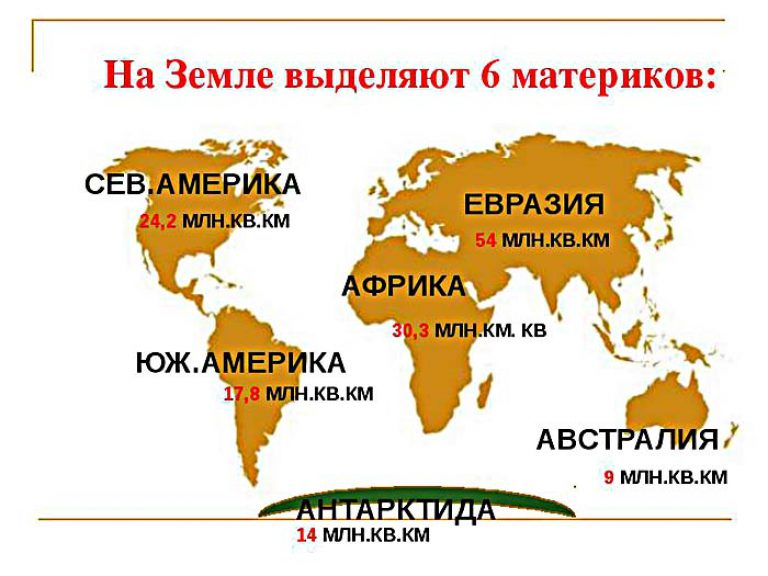 На Земле выделяют 6 материков:
СЕВ.АМЕРИКА
24,2 МЛН.КВ.КМ
ЕВРАЗИЯ
54 МЛН.КВ.КМ
АФРИКА
30,3 МЛН.КМ. КВ
ЮЖ.АМЕРИКА
17,8 МЛН.КВ.КМ
АВСТРАЛИЯ
9 МЛН.КВ.КМ
АНТАРКТИДА
14 МЛН.КВ.КМ